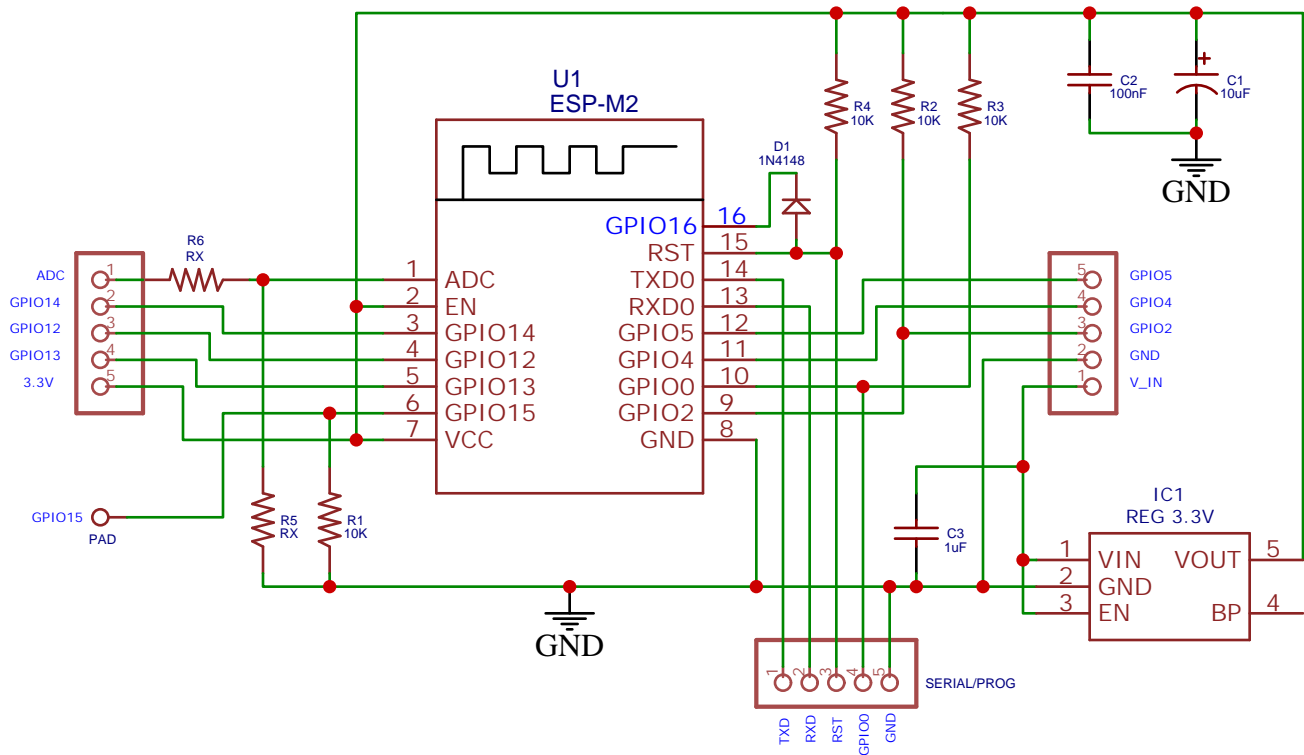 U1
ESP-M2
R4
10K
R2
10K
R3
10K
C2
100nF
C1
10uF
+
GND
D1
1N4148
GPIO16
16
RST
15
TXD0
14
RXD0
13
GPIO5
12
GPIO4
11
GPIO0
10
GPIO2
9
GND
8
1
ADC
2
EN
3
GPIO14
4
GPIO12
5
GPIO13
6
GPIO15
7
VCC
R6
RX
ADC
1
GPIO14
2
GPIO12
3
GPIO13
4
3.3V
5
5
GPIO5
4
GPIO4
3
GPIO2
2
GND
1
V_IN
GPIO15
PAD
R5
RX
R1
10K
GND
C3
1uF
IC1
REG 3.3V
1
VIN
VOUT
5
2
GND
3
EN
BP
4
1
2
3
4
5
SERIAL/PROG
TXD
RXD
RST
GPIO0
GND